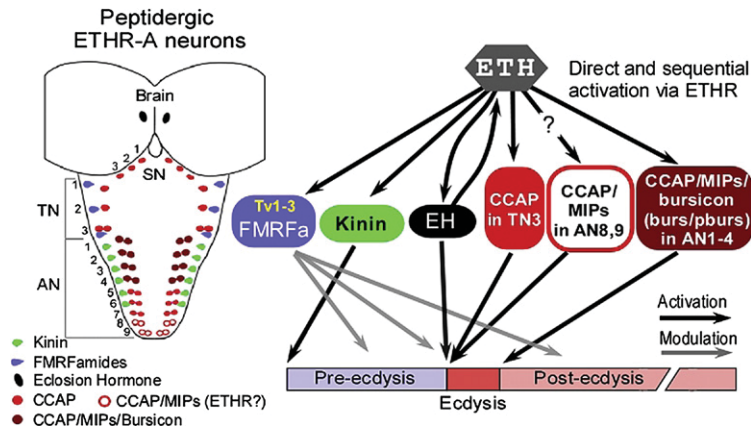 Peptidergic
ETHR-A neurons
Brain
1
2
3
SN
TN
1
2
3
AN
1
2
3
4
5
6
7
8
9
Kinin
FMRFamides
Eclosion Hormone
CCAP
CCAP/MIPs (ETHR?)
CCAP/MIPs/Bursicon
ETH
Direct and sequential
activation via ETHR
?
Tv1-3
FMRFa
Kinin
EH
CCAP
in TN3
CCAP/
MIPs
in AN8,9
CCAP/MIPs/
bursicon
(burs/pburs)
in AN1-4
Activation
Modulation
Pre-ecdysis
Ecdysis
Post-ecdysis